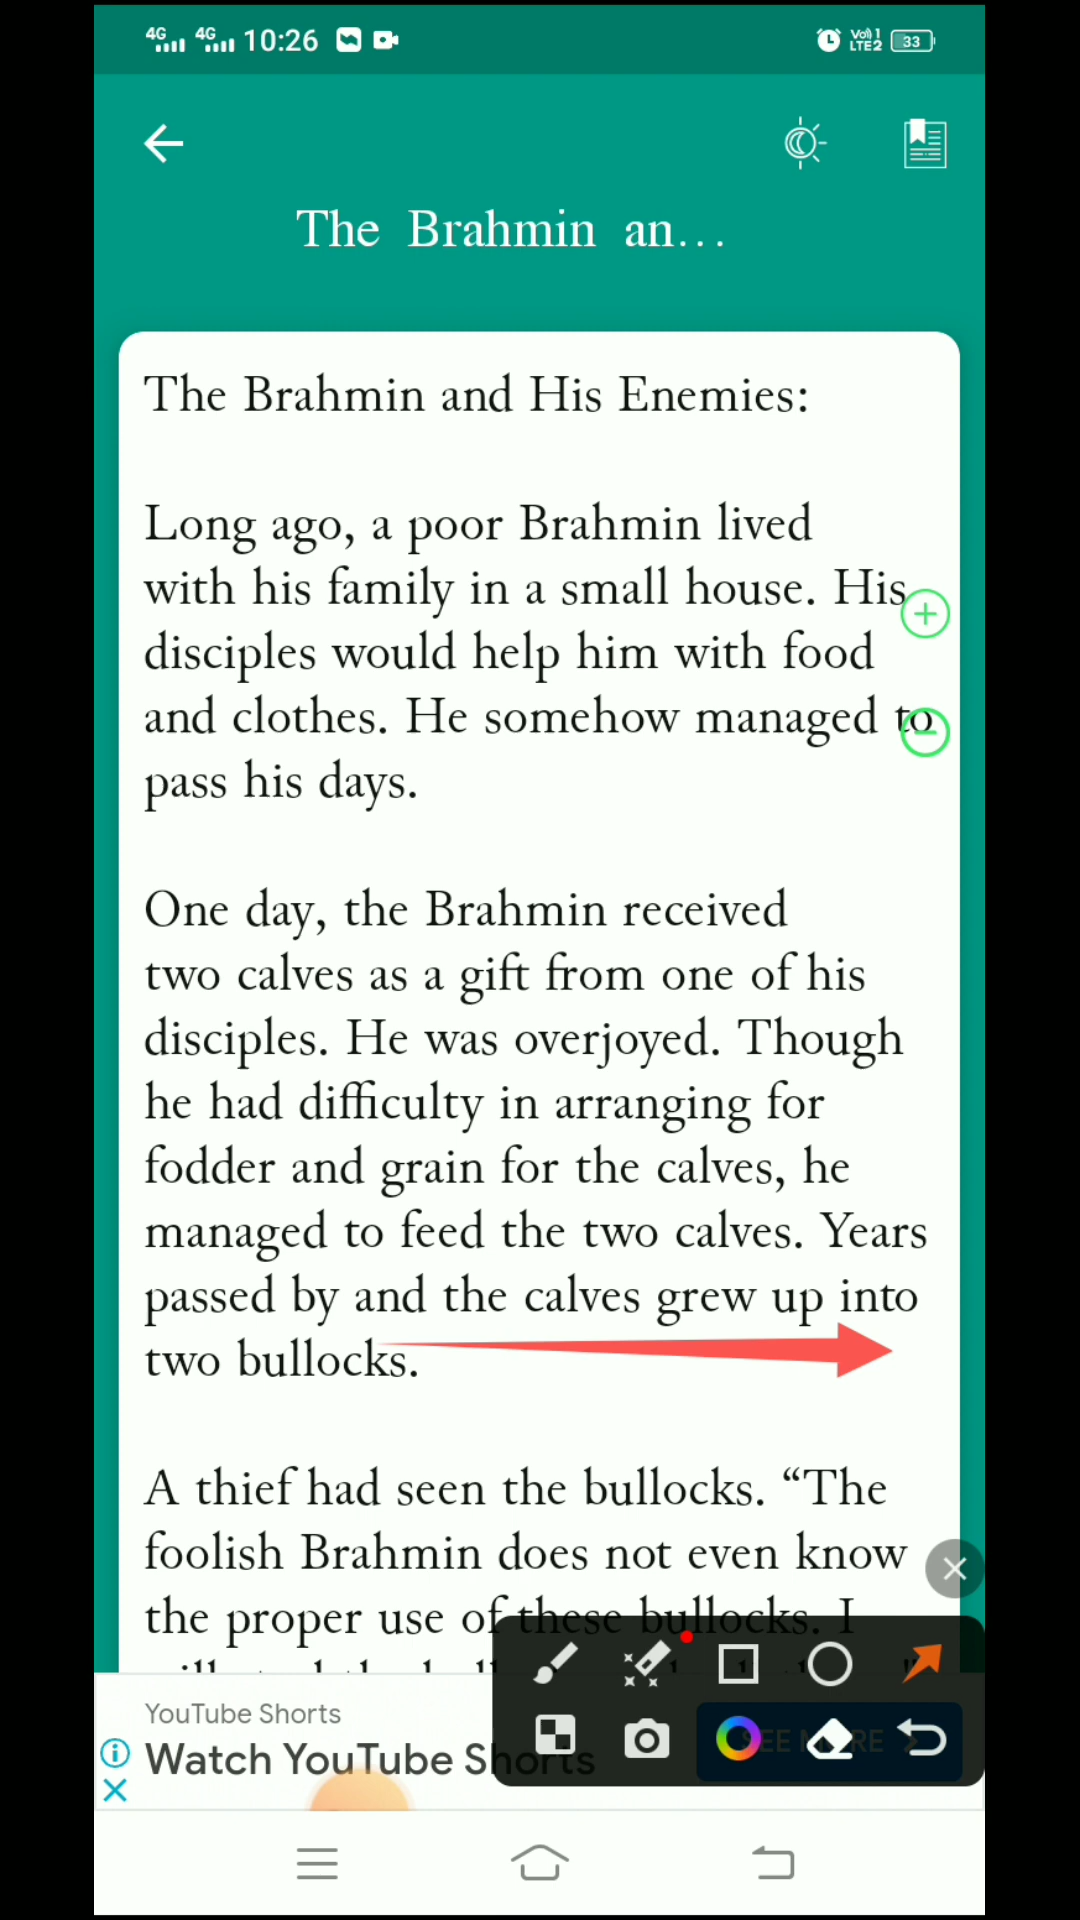 4G 4G 10:26 Vo)) 1 LTE2 33
The Brahmin an...
The Brahmin and His Enemies:
Long ago, a poor Brahmin lived
with his family in a small house. His
disciples would help him with food
and clothes. He somehow managed to
pass his days.
One day, the Brahmin received
two calves as a gift from one of his
disciples. He was overjoyed. Though
he had difficulty in arranging for
fodder and grain for the calves, he
managed to feed the two calves. Years
passed by and the calves grew up into
two bullocks.
A thief had seen the bullocks. “The
foolish Brahmin does not even know
the proper use of these bullocks. I
YouTube Shorts
Watch YouTube Shorts